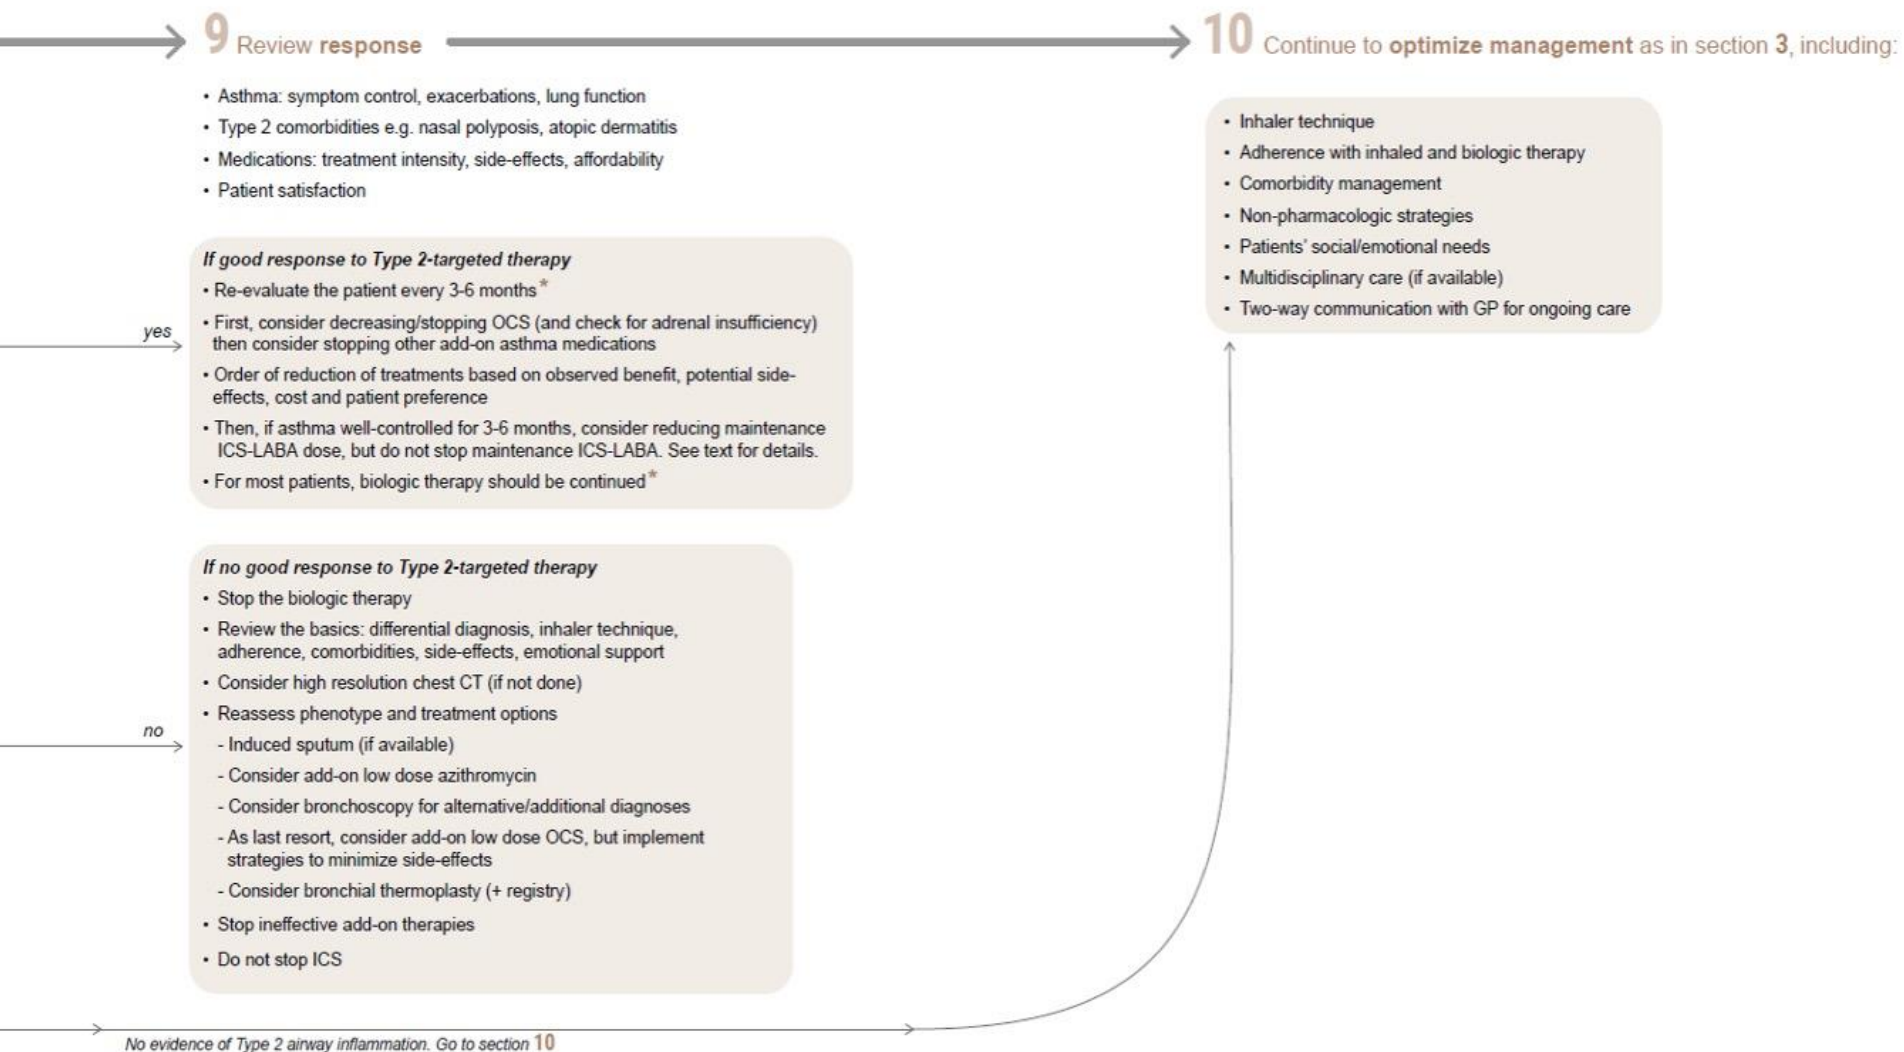 9 Review response
• Asthma: symptom control, exacerbations, lung function
• Type 2 comorbidities e.g. nasal polyposis, atopic dermatitis
• Medications: treatment intensity, side-effects, affordability
• Patient satisfaction
yes
If good response to Type 2-targeted therapy
• Re-evaluate the patient every 3-6 months*
• First, consider decreasing/stopping OCS (and check for adrenal insufficiency)
then consider stopping other add-on asthma medications
• Order of reduction of treatments based on observed benefit, potential side-
effects, cost and patient preference
• Then, if asthma well-controlled for 3-6 months, consider reducing maintenance
ICS-LABA dose, but do not stop maintenance ICS-LABA. See text for details.
• For most patients, biologic therapy should be continued*
no
If no good response to Type 2-targeted therapy
• Stop the biologic therapy
• Review the basics: differential diagnosis, inhaler technique,
adherence, comorbidities, side-effects, emotional support
• Consider high resolution chest CT (if not done)
• Reassess phenotype and treatment options
- Induced sputum (if available)
- Consider add-on low dose azithromycin
- Consider bronchoscopy for alternative/additional diagnoses
- As last resort, consider add-on low dose OCS, but implement
strategies to minimize side-effects
- Consider bronchial thermoplasty (+ registry)
• Stop ineffective add-on therapies
• Do not stop ICS
No evidence of Type 2 airway inflammation. Go to section 10
10 Continue to optimize management as in section 3, including:
• Inhaler technique
• Adherence with inhaled and biologic therapy
• Comorbidity management
• Non-pharmacologic strategies
• Patients' social/emotional needs
• Multidisciplinary care (if available)
• Two-way communication with GP for ongoing care